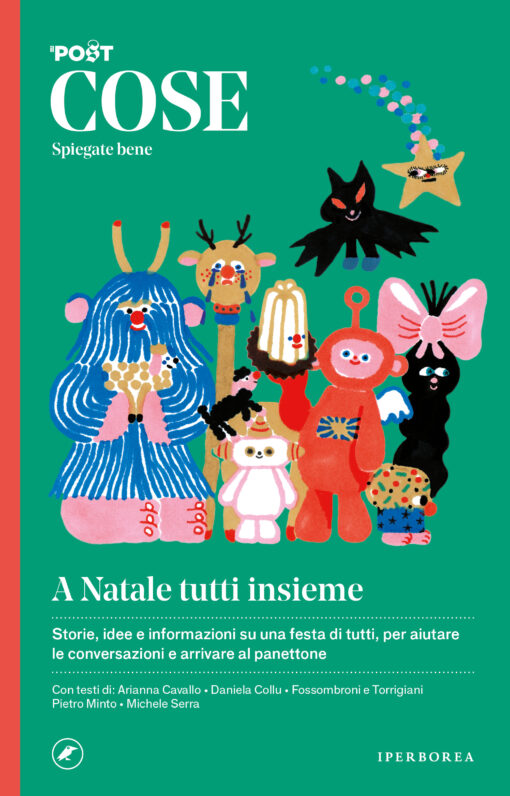 il POST
COSE
Spiegate bene
A Natale tutti insieme
Storie, idee e informazioni su una festa di tutti, per aiutare
le conversazioni e arrivare al panettone
Con testi di: Arianna Cavallo • Daniela Collu • Fossombroni e Torrigiani
Pietro Minto • Michele Serra
IPERBOREA